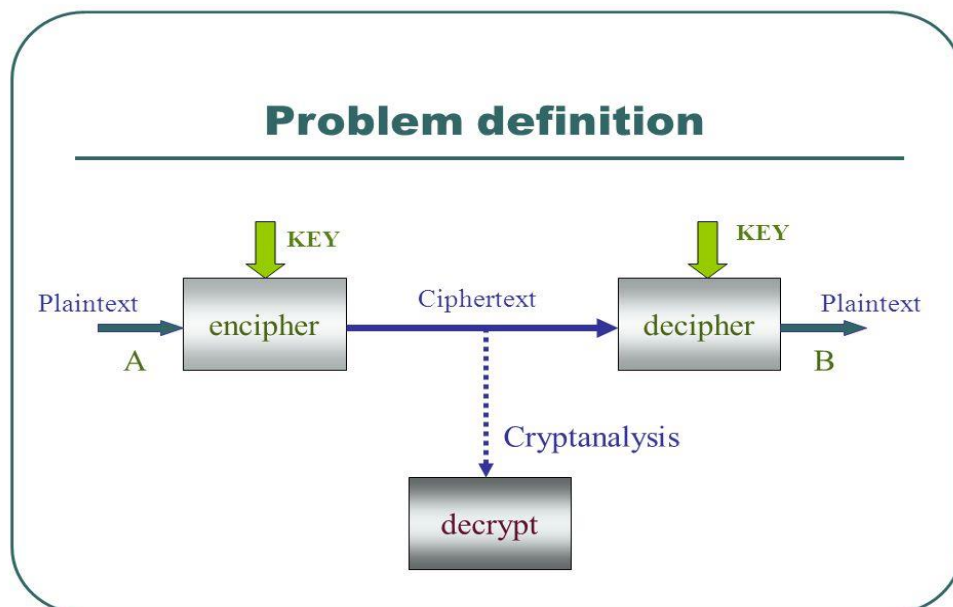 Problem definition
KEY
KEY
Plaintext
encipher
Ciphertext
decipher
Plaintext
A
B
Cryptanalysis
decrypt